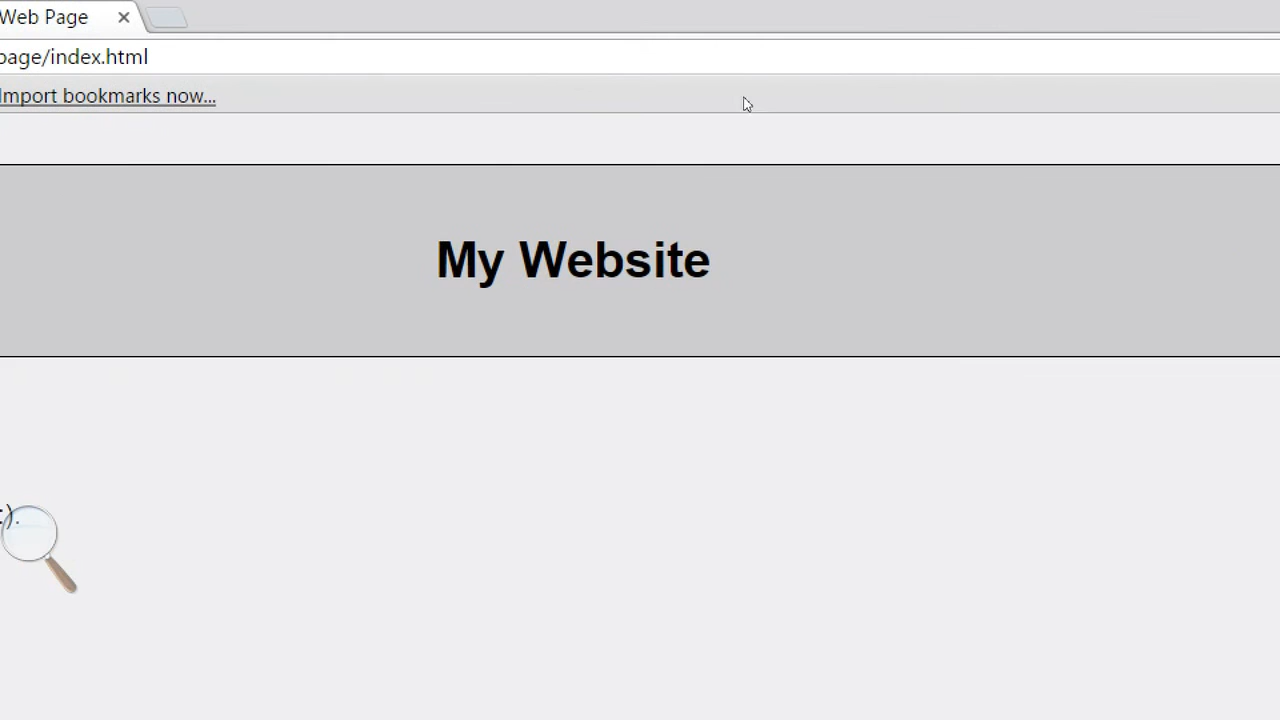 Web Page
page/index.html
Import bookmarks now...
My Website
).